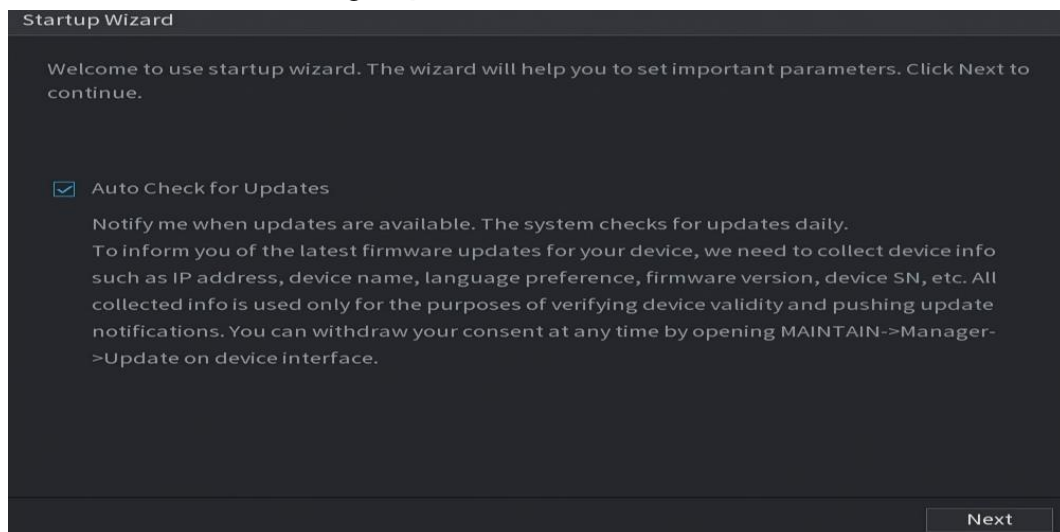 Startup Wizard
Welcome to use startup wizard. The wizard will help you to set important parameters. Click Next to
continue.
Auto Check for Updates
Notify me when updates are available. The system checks for updates daily.
To inform you of the latest firmware updates for your device, we need to collect device info
such as IP address, device name, language preference, firmware version, device SN, etc. All
collected info is used only for the purposes of verifying device validity and pushing update
notifications. You can withdraw your consent at any time by opening MAINTAIN->Manager-
>Update on device interface.
Next